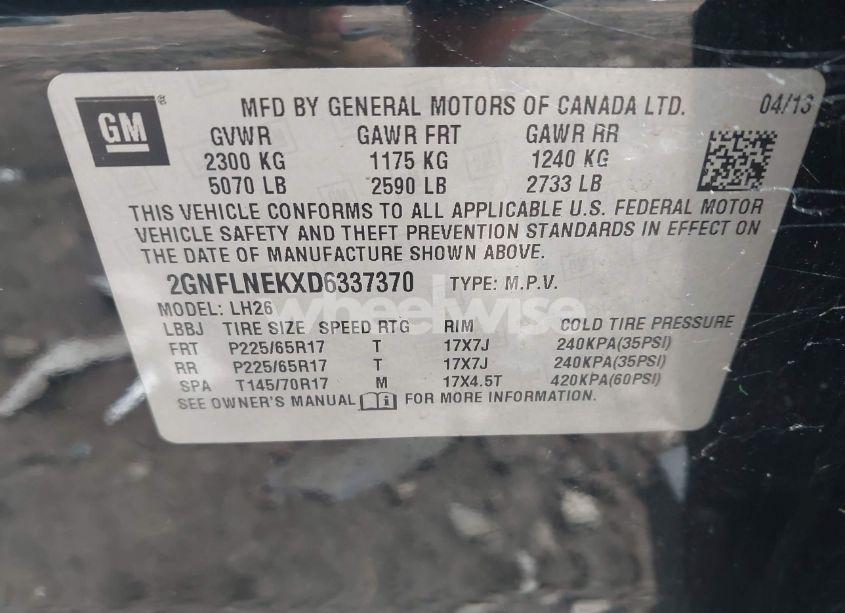 GM®
MFD BY GENERAL MOTORS OF CANADA LTD. 04/13
GVWR GAWR FRT GAWR RR
2300 KG 1175 KG 1240 KG
5070 LB 2590 LB 2733 LB
THIS VEHICLE CONFORMS TO ALL APPLICABLE U.S. FEDERAL MOTOR
VEHICLE SAFETY AND THEFT PREVENTION STANDARDS IN EFFECT ON
THE DATE OF MANUFACTURE SHOWN ABOVE.
2GNFLNEKXD6337370 TYPE: M.P.V.
MODEL: LH26
wheelwise
LBBJ TIRE SIZE SPEED RTG RIM COLD TIRE PRESSURE
FRT P225/65R17 T 17X7J 240KPA(35PSI)
RR P225/65R17 T 17X7J 240KPA(35PSI)
SPA T145/70R17 M 17X4.5T 420KPA(60PSI)
SEE OWNER'S MANUAL FOR MORE INFORMATION.